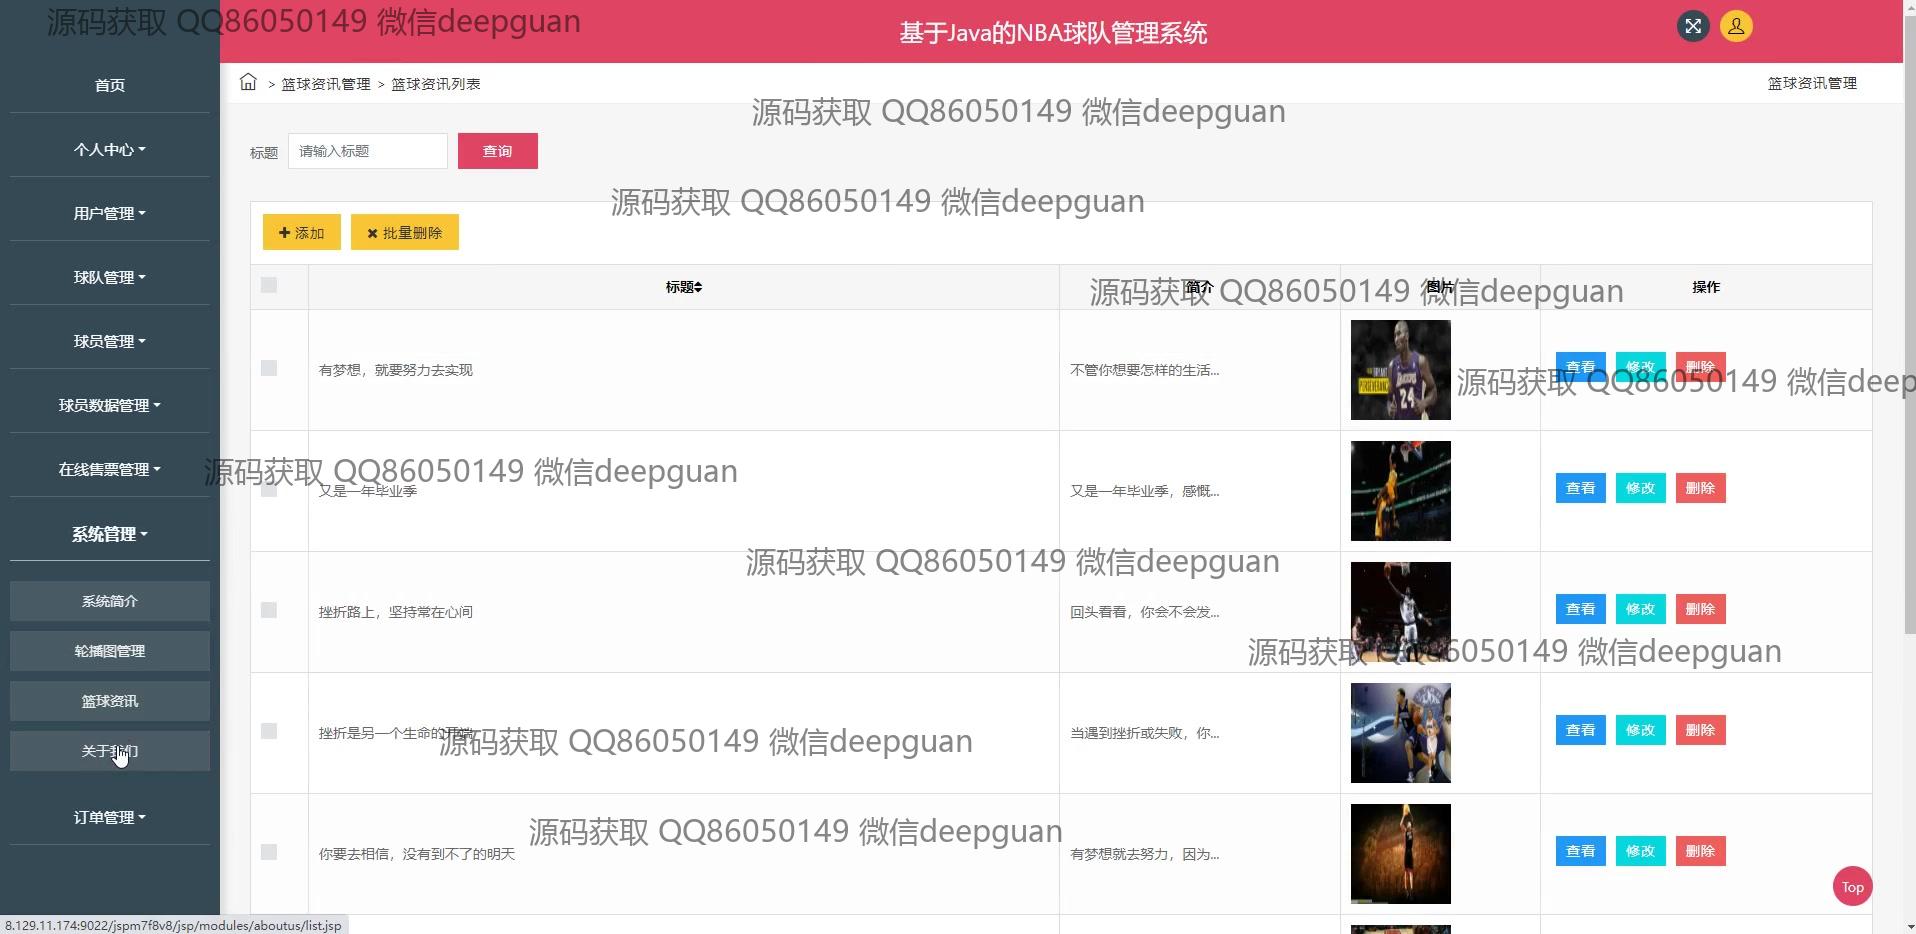 源码获取 QQ86050149 微信deepguan
基于Java的NBA球队管理系统
首页
> 篮球资讯管理 > 篮球资讯列表
篮球资讯管理
源码获取 QQ86050149 微信deepguan
个人中心
标题 请输入标题 查询
源码获取 QQ86050149 微信deepguan
用户管理
添加 批量删除
球队管理
标题 简介 图片 操作
源码获取 QQ86050149 微信deepguan
球员管理
有梦想，就要努力去实现 不管你想要怎样的生活... 查看 修改 删除
BRYANT
PERSEVERANCE
LAKERS
24
源码获取 QQ86050149 微信deep
球员数据管理
在线售票管理
源码获取 QQ86050149 微信deepguan
又是一年毕业季 又是一年毕业季，感慨... 查看 修改 删除
系统管理
源码获取 QQ86050149 微信deepguan
系统简介
挫折路上，坚持常在心间 回头看看，你会不会发... 查看 修改 删除
轮播图管理
源码获取 QQ86050149 微信deepguan
篮球资讯
挫折是另一个生命的开端 当遇到挫折或失败，你... 查看 修改 删除
源码获取 QQ86050149 微信deepguan
关于我们
订单管理
源码获取 QQ86050149 微信deepguan
你要去相信，没有到不了的明天 有梦想就去努力，因为... 查看 修改 删除
Top
8.129.11.174:9022/jspm7f8v8/jsp/modules/aboutus/list.jsp